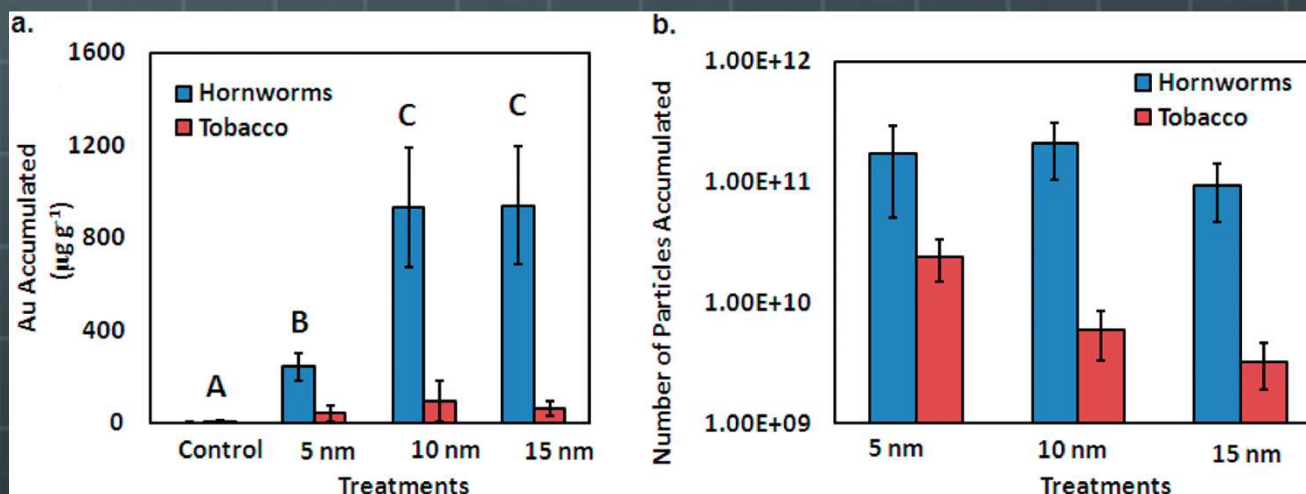 a.
1600
1200
800
400
0
Au Accumulated
(µg g⁻¹)
Hornworms
Tobacco
A
B
C
C
Control
5 nm
10 nm
15 nm
Treatments
b.
1.00E+12
1.00E+11
1.00E+10
1.00E+09
Number of Particles Accumulated
Hornworms
Tobacco
5 nm
10 nm
15 nm
Treatments